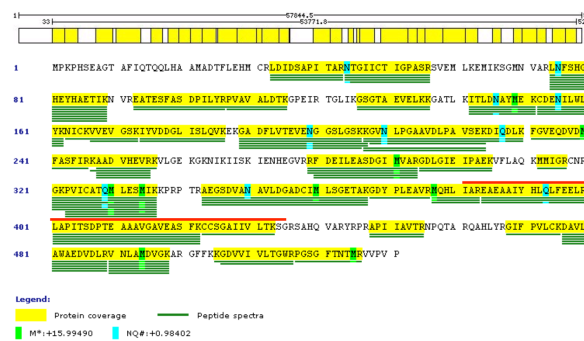 1 57844.5
33 53771.8 52
1 MPKPHSEAGT AFIQTQQLHA AMADTFLEHM CRLDIDSAPI TARNTGIICT IGPASRSVEM LKEMIKSGMN VARLNFSHG
81 HEYHAETIKN VREATESFAS DPILYRPVAV ALDTKGPEIR TGLIKGSGTA EVELKKGATL KITLDNAYME KCDENILWL
161 YKNICKVVEV GSKIYVDDGL ISLQVKEKGA DFLVTEVENG GSLGSKKGVN LPGAAVDLPA VSEKDIQDLK FGVEQDVDM
241 FASFIRKAAD VHEVRKVLGE KGKNIKIISK IENHEGVRRF DEILEASDGI MVARGDLGIE IPAEKVFLAQ KMMIGRCNR
321 GKPVICATQM LESMIKKPRP TRAEGSDVAN AVLDGADCIM LSGETAKGDY PLEAVRMQHL IAREAEAAIY HLQLFEELR
401 LAPITSDPTE AAAVGAVEAS FKCCSGAIIV LTKSGRSAHQ VARYRPRAPI IAVTRNPQTA RQAHLYRGIF PVLCKDAVL
481 AWAEDVDLRV NLAMDVGKAR GFFKKGDVVI VLTGWRPGSG FTNTMRVVPV P
Legend:
Protein coverage Peptide spectra
M*:+15.99490 NQ#:+0.98402